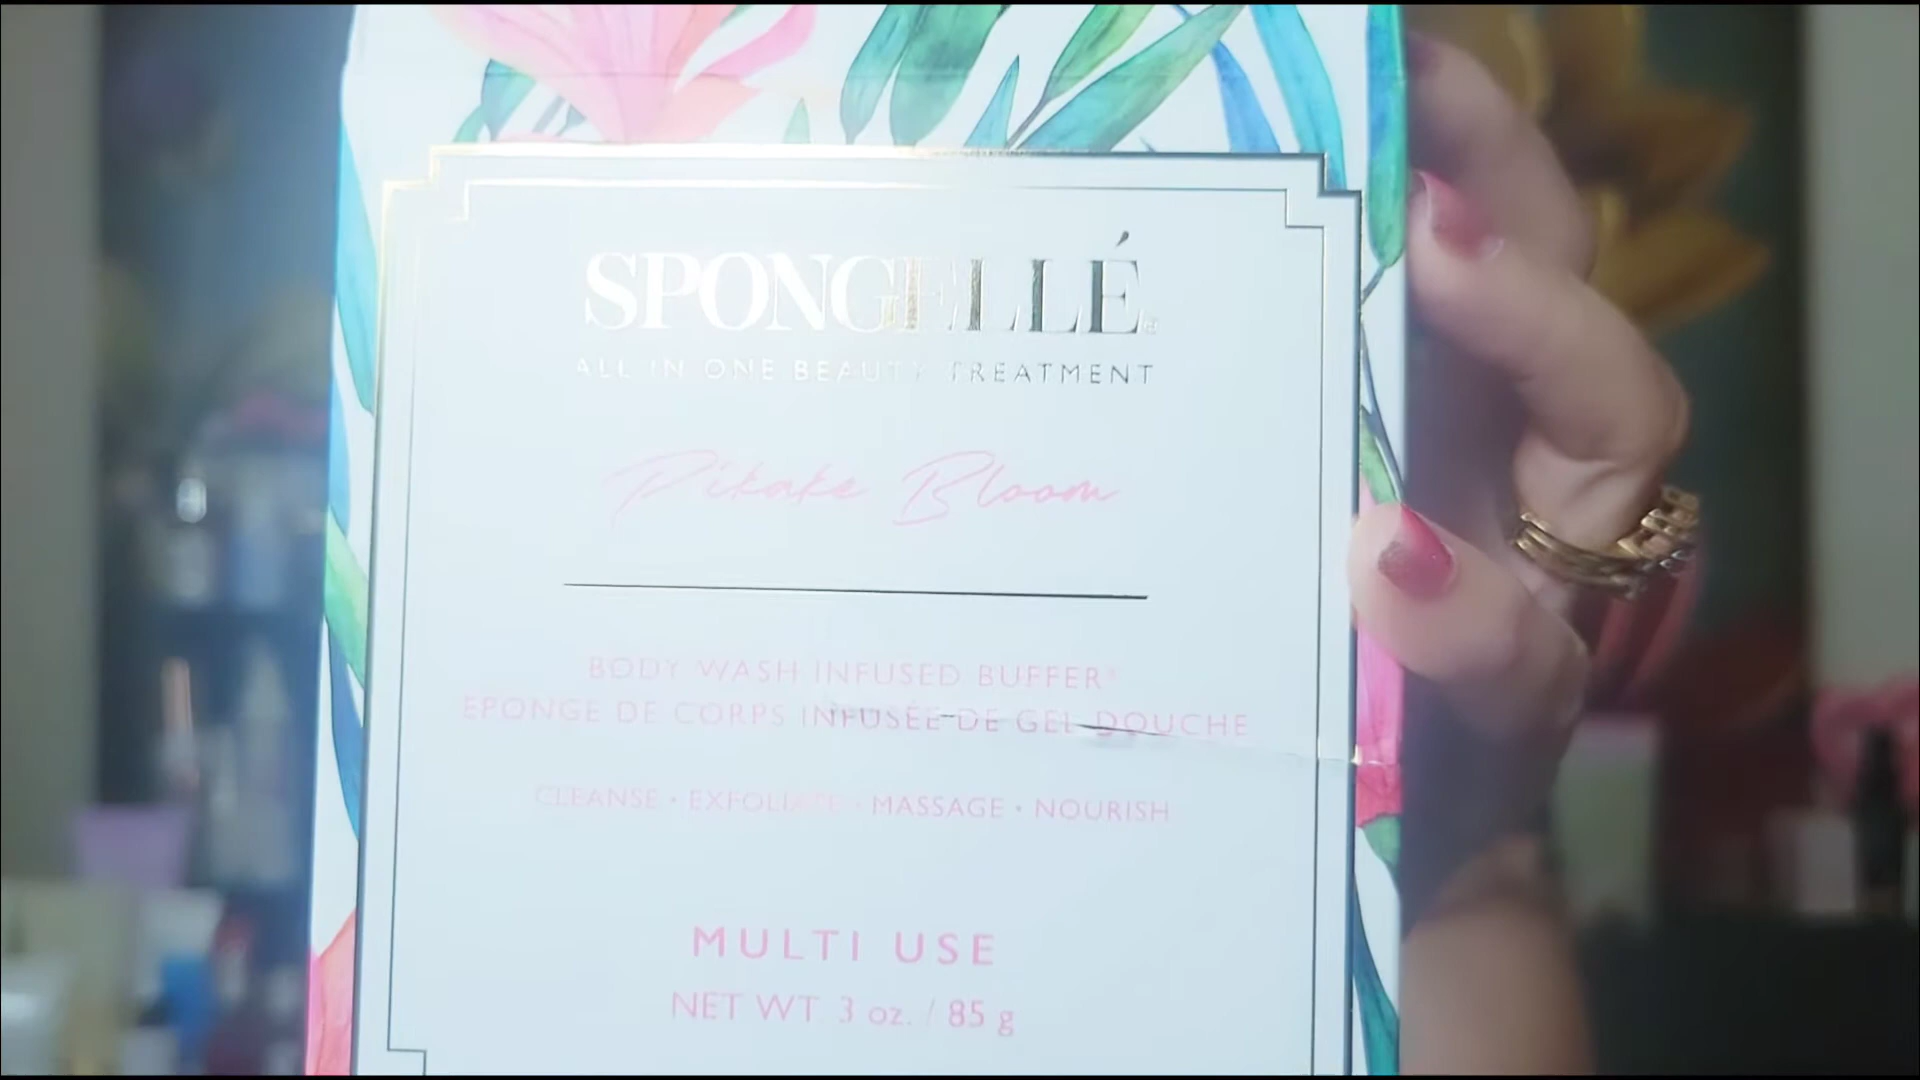 SPONGELLÉ
ALL IN ONE BEAUTY TREATMENT
Pikake Bloom
BODY WASH INFUSED BUFFER®
EPONGE DE CORPS INFUSÉE DE GEL DOUCHE
CLEANSE • EXFOLIATE • MASSAGE • NOURISH
MULTI USE
NET WT. 3 oz. / 85 g